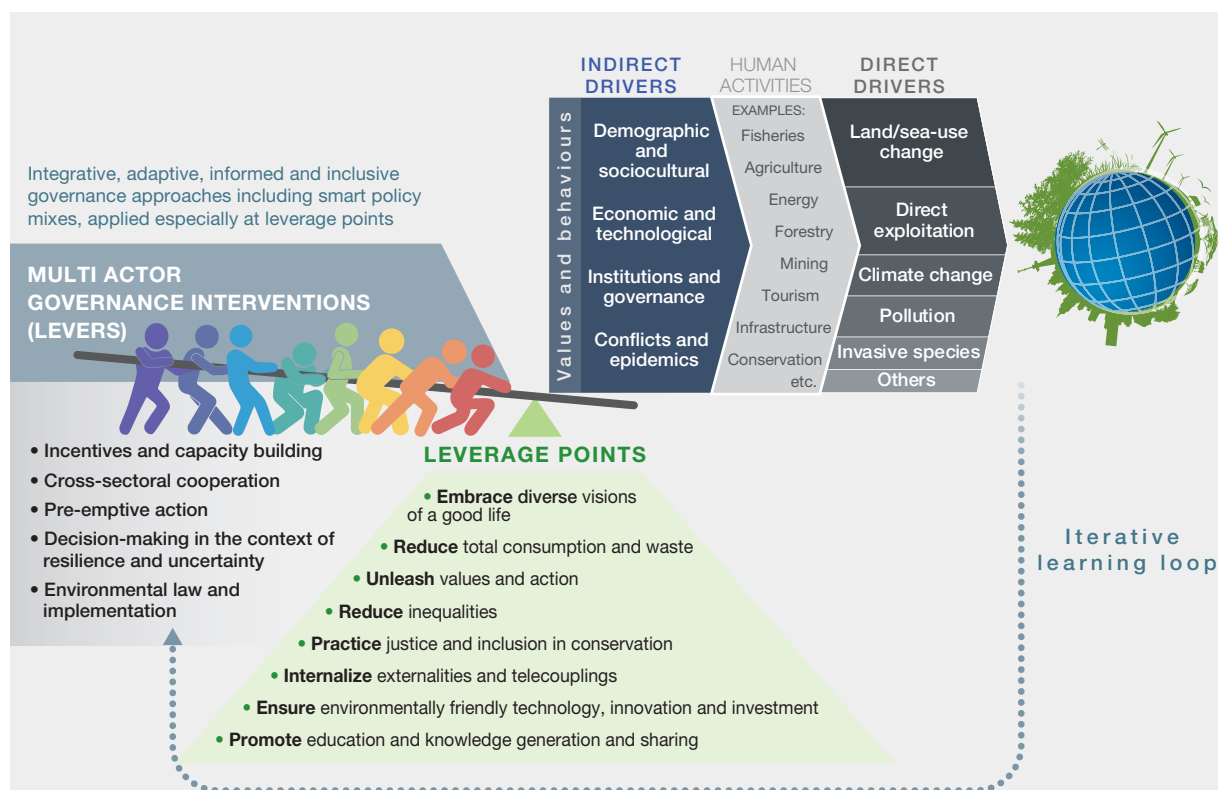 INDIRECT
DRIVERS
HUMAN
ACTIVITIES
DIRECT
DRIVERS
Values and behaviours
Demographic
and
sociocultural
Economic and
technological
Institutions and
governance
Conflicts and
epidemics
EXAMPLES:
Fisheries
Agriculture
Energy
Forestry
Mining
Tourism
Infrastructure
Conservation
etc.
Land/sea-use
change
Direct
exploitation
Climate change
Pollution
Invasive species
Others
Integrative, adaptive, informed and inclusive
governance approaches including smart policy
mixes, applied especially at leverage points
MULTI ACTOR
GOVERNANCE INTERVENTIONS
(LEVERS)
• Incentives and capacity building
• Cross-sectoral cooperation
• Pre-emptive action
• Decision-making in the context of
resilience and uncertainty
• Environmental law and
implementation
LEVERAGE POINTS
• Embrace diverse visions
of a good life
• Reduce total consumption and waste
• Unleash values and action
• Reduce inequalities
• Practice justice and inclusion in conservation
• Internalize externalities and telecouplings
• Ensure environmentally friendly technology, innovation and investment
• Promote education and knowledge generation and sharing
Iterative
learning loop